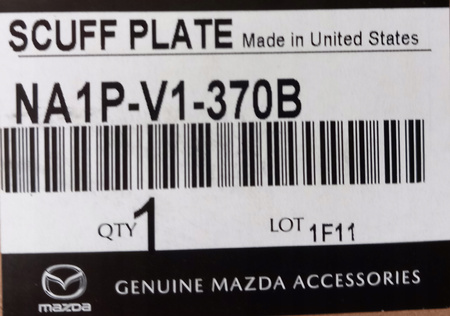 SCUFF PLATE Made in United States
NA1P-V1-370B
QTY 1 LOT 1F11
mazda GENUINE MAZDA ACCESSORIES